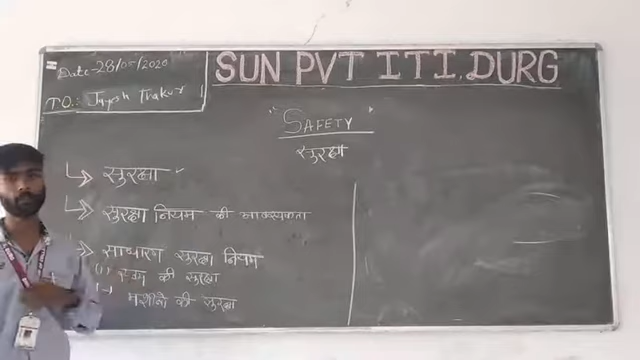 Date-28/05/2020
SUN PVT ITI, DURG
T.O.: Jayesh Thakur
"SAFETY"
सुरक्षा
सुरक्षा
सुरक्षा नियम की आवश्यकता
साधारण सुरक्षा नियम
(i) स्वयं की सुरक्षा
मशीनों की सुरक्षा